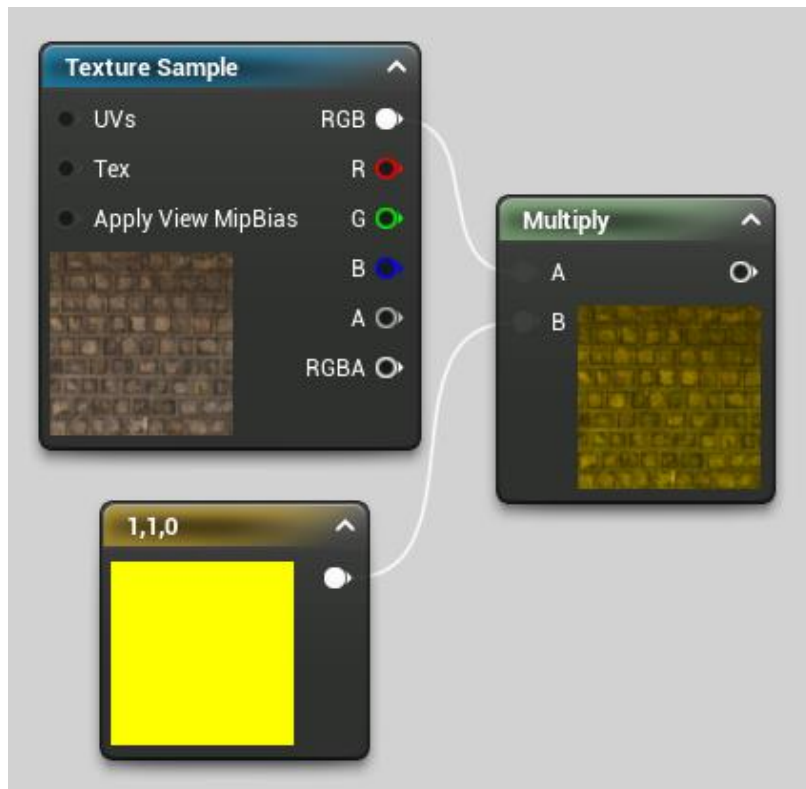 Texture Sample
UVs RGB
Tex R
Apply View MipBias G
B
A
RGBA
Multiply
A
B
1,1,0